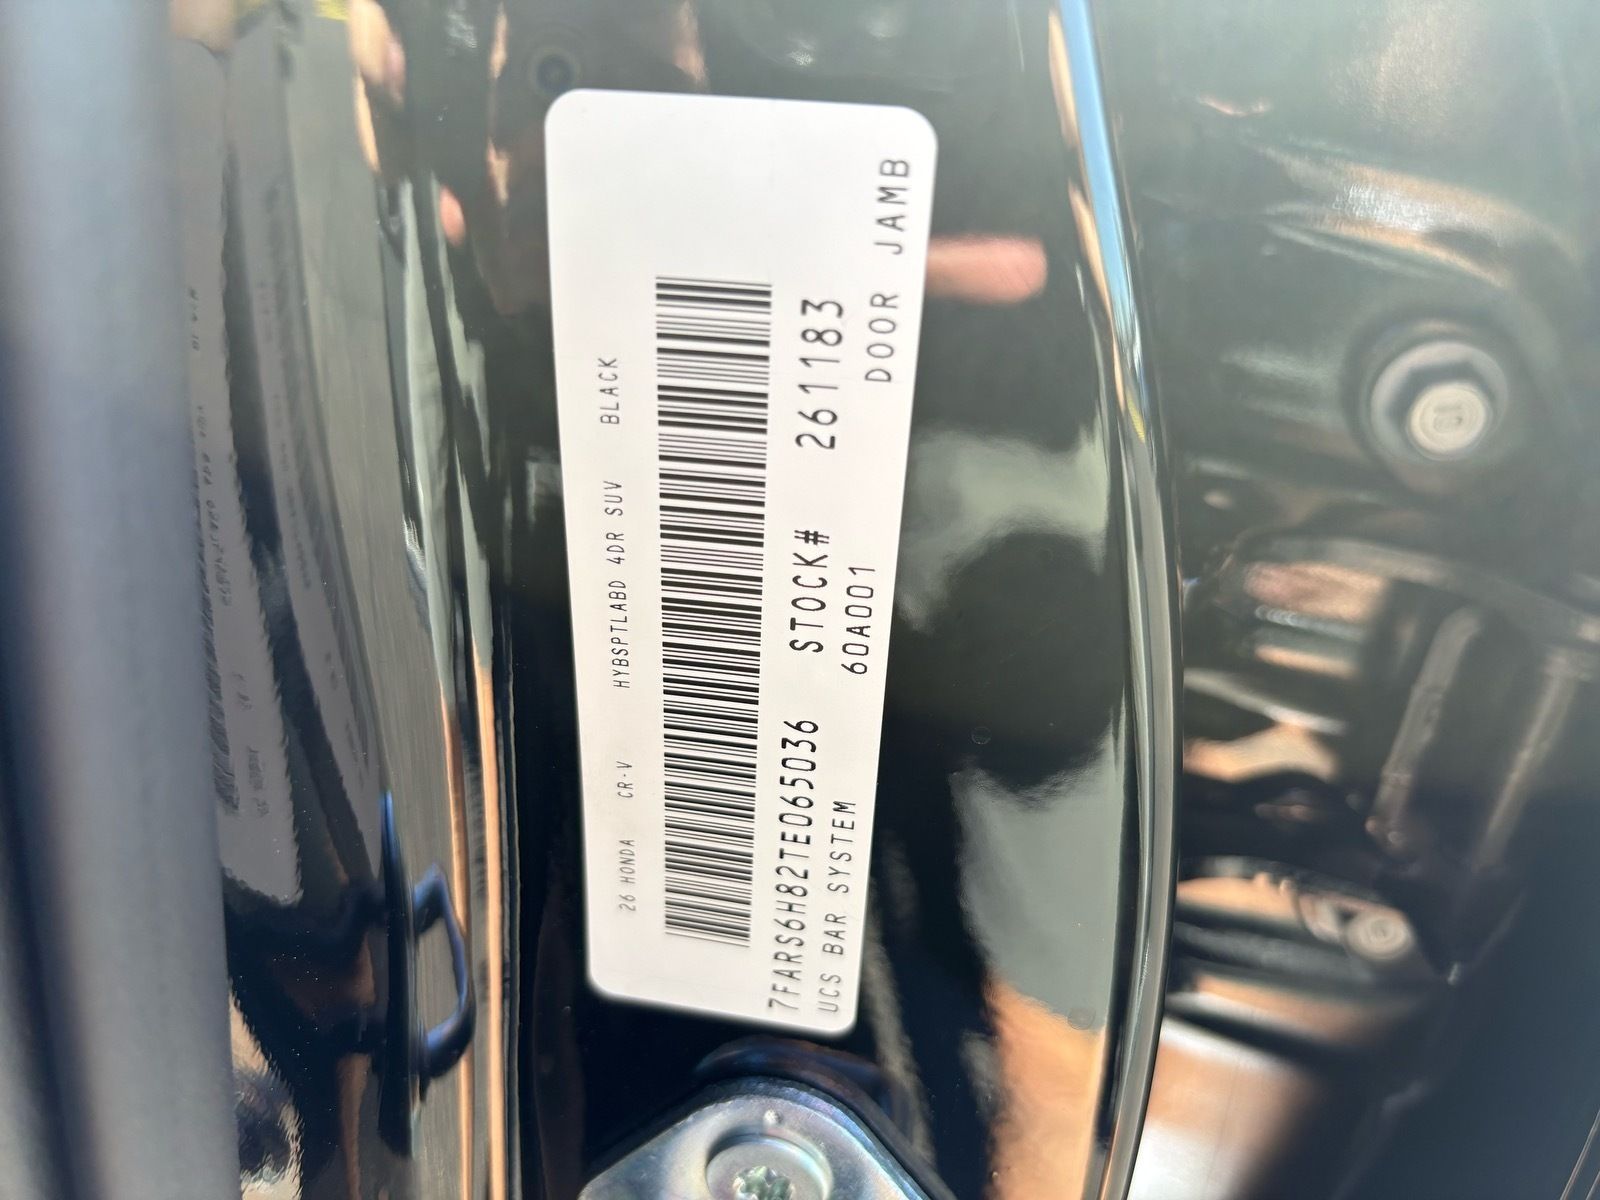 26 HONDA CR-V HYBSPTLABD 4DR SUV BLACK
7FARS6H82TE065036 STOCK# 261183
UCS BAR SYSTEM 60A001 DOOR JAMB